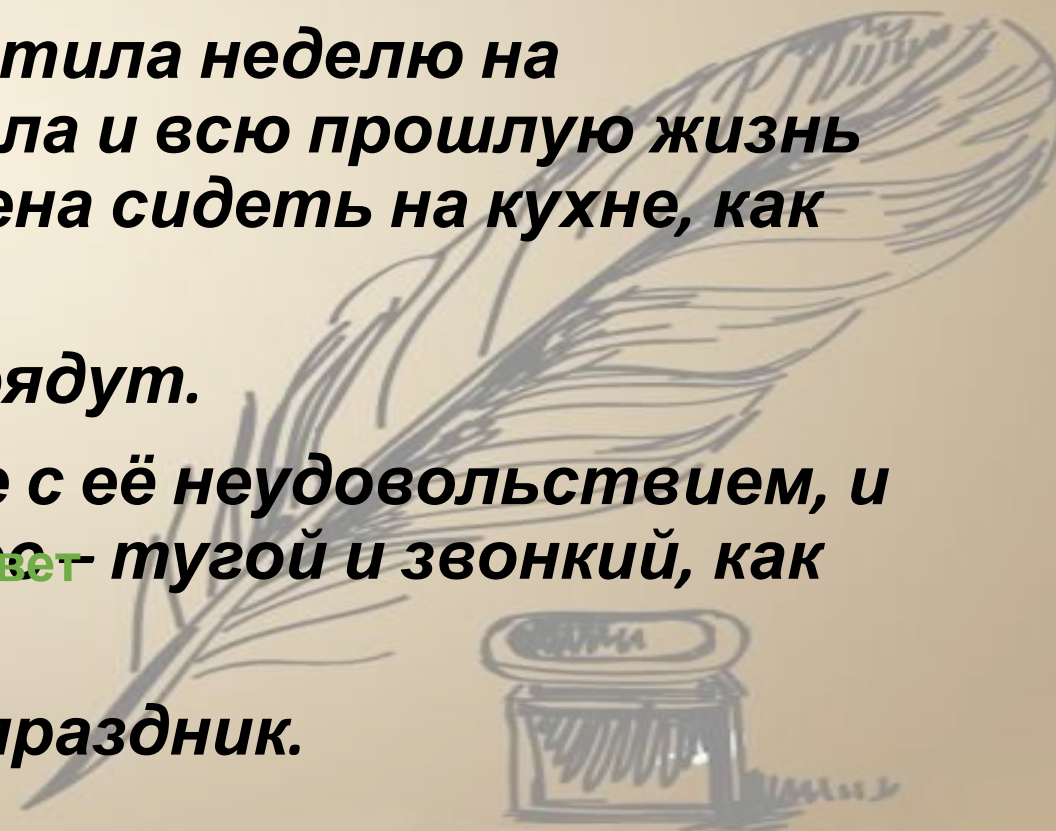 тила неделю на
ла и всю прошлую жизнь
ена сидеть на кухне, как
рядут.
е с её неудовольствием, и
вет – тугой и звонкий, как
праздник.